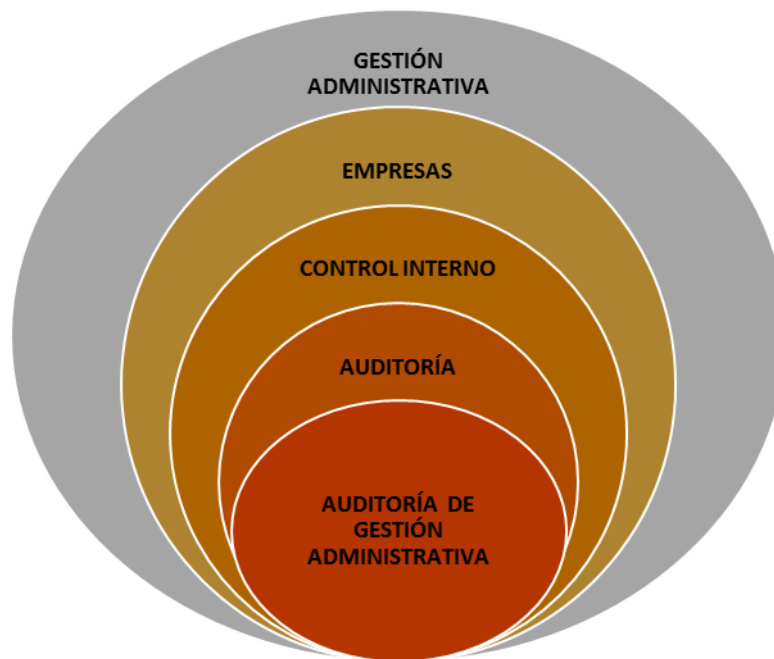 GESTIÓN
ADMINISTRATIVA
EMPRESAS
CONTROL INTERNO
AUDITORÍA
AUDITORÍA DE
GESTIÓN
ADMINISTRATIVA